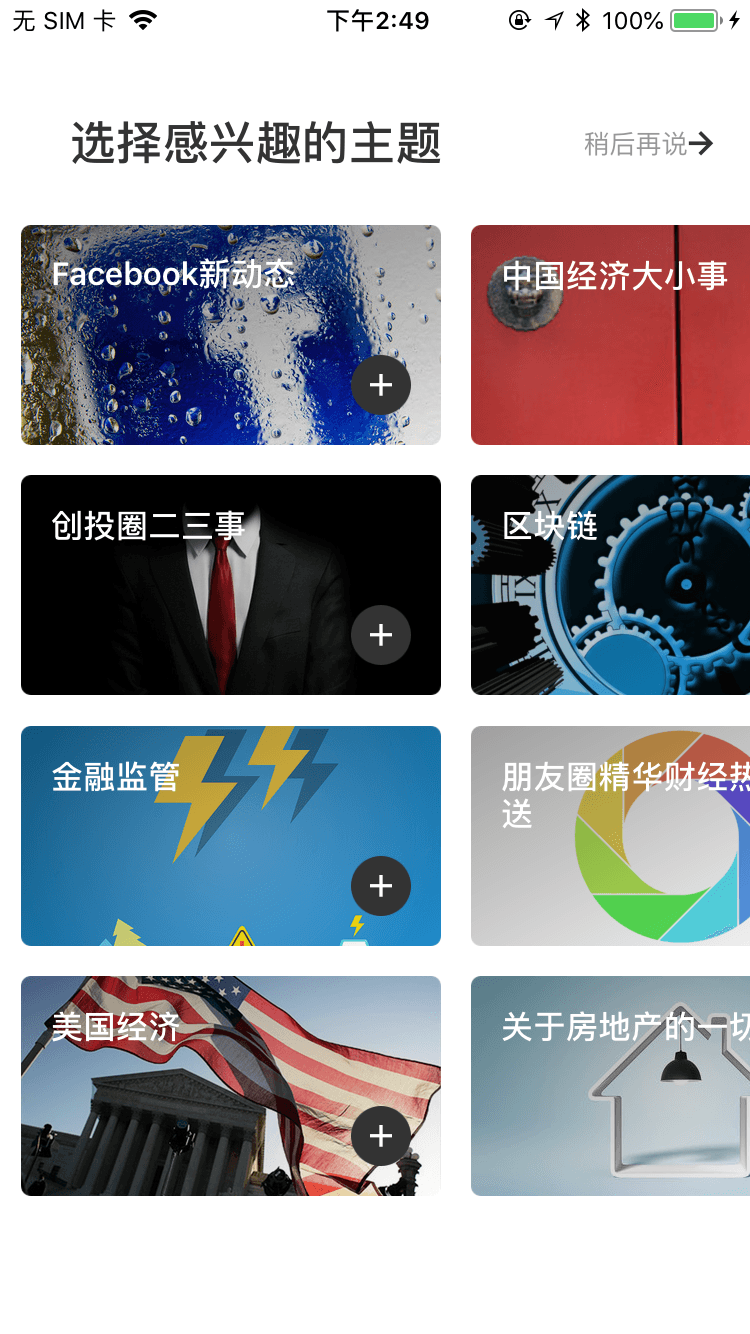 无 SIM 卡 下午2:49 100%
选择感兴趣的主题 稍后再说
Facebook新动态
中国经济大小事
创投圈二三事
区块链
金融监管
朋友圈精华财经热
送
美国经济
关于房地产的一切